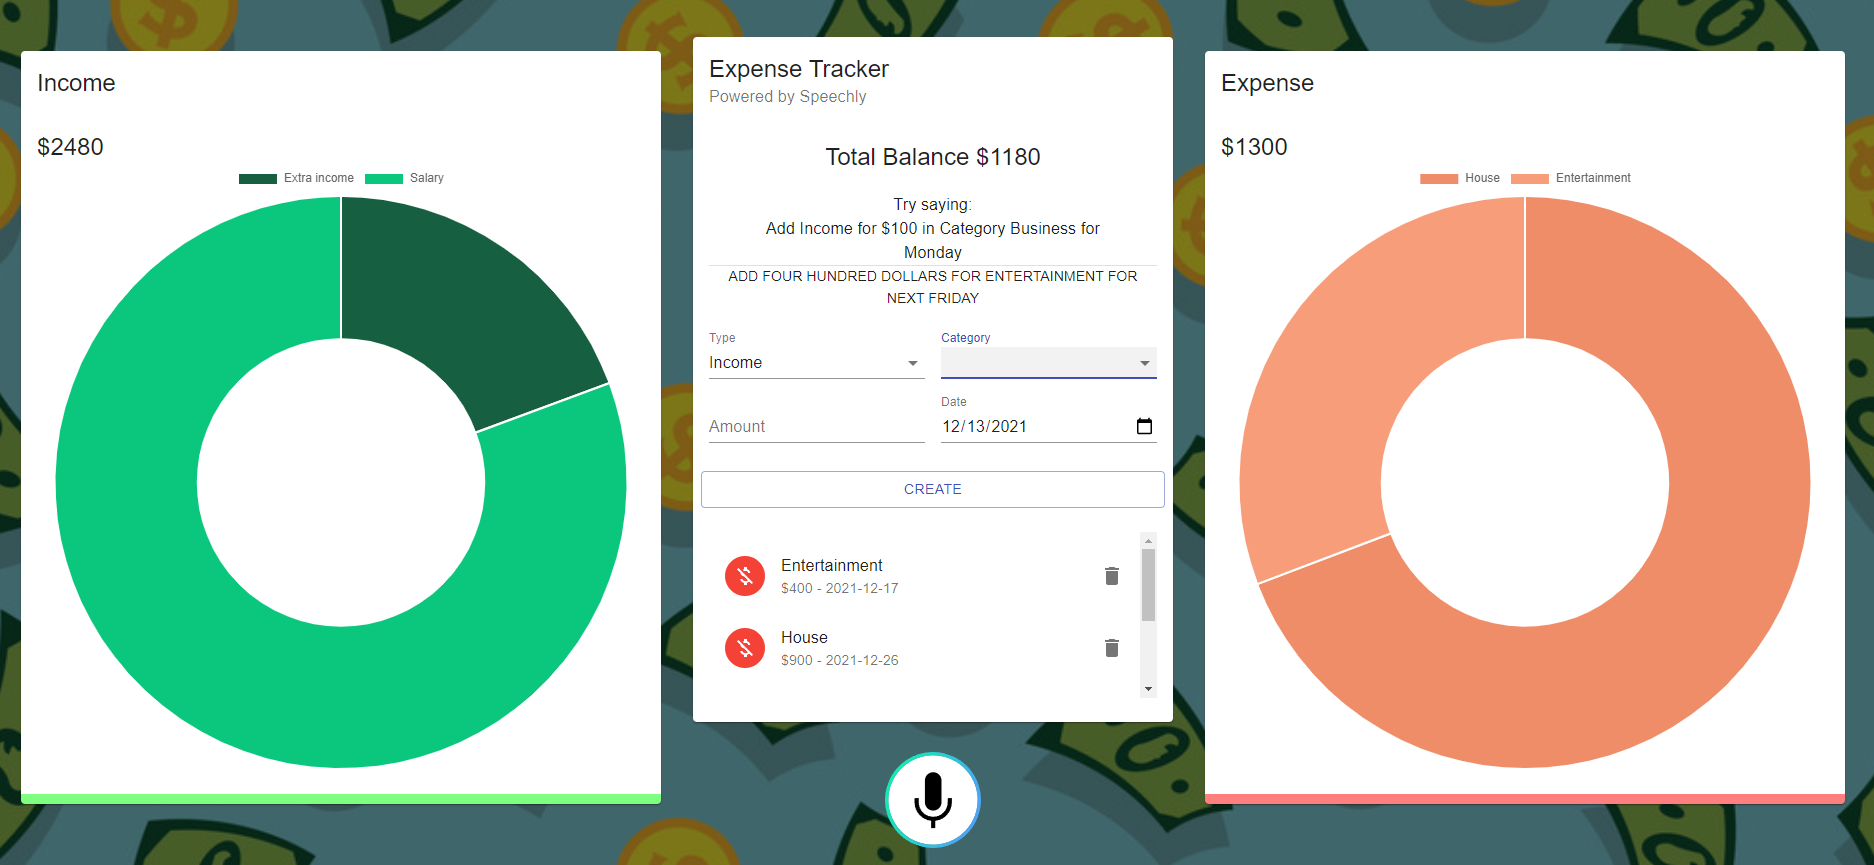 Income
$2480
Extra income
Salary
Expense Tracker
Powered by Speechly
Total Balance $1180
Try saying:
Add Income for $100 in Category Business for
Monday
ADD FOUR HUNDRED DOLLARS FOR ENTERTAINMENT FOR
NEXT FRIDAY
Type
Income
Category
Amount
Date
12/13/2021
CREATE
Entertainment
$400 - 2021-12-17
House
$900 - 2021-12-26
Expense
$1300
House
Entertainment